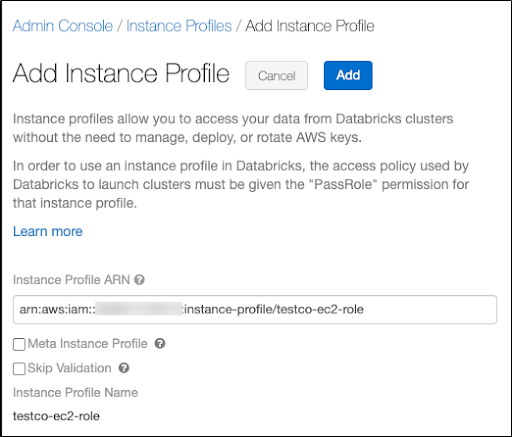 Admin Console / Instance Profiles / Add Instance Profile
Add Instance Profile Cancel Add
Instance profiles allow you to access your data from Databricks clusters
without the need to manage, deploy, or rotate AWS keys.
In order to use an instance profile in Databricks, the access policy used by
Databricks to launch clusters must be given the "PassRole" permission for
that instance profile.
Learn more
Instance Profile ARN ?
arn:aws:iam:: :instance-profile/testco-ec2-role
Meta Instance Profile ?
Skip Validation ?
Instance Profile Name
testco-ec2-role